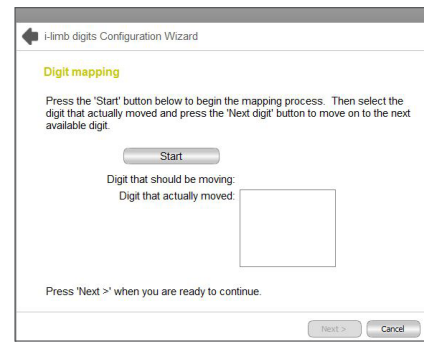 i-limb digits Configuration Wizard
Digit mapping
Press the 'Start' button below to begin the mapping process.  Then select the
digit that actually moved and press the 'Next digit' button to move on to the next
available digit.
Start
Digit that should be moving:
Digit that actually moved:
Press 'Next >' when you are ready to continue.
Next >
Cancel